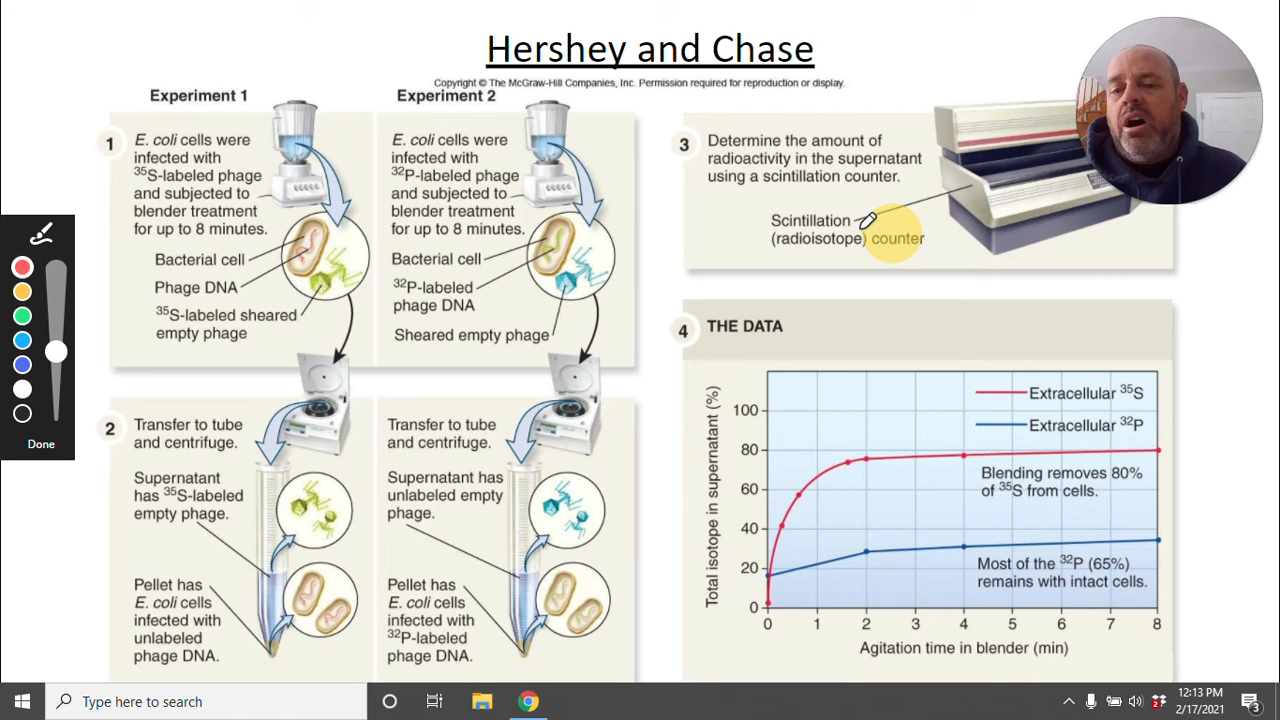 Hershey and Chase
Copyright © The McGraw-Hill Companies, Inc. Permission required for reproduction or display.
Experiment 1
Experiment 2
1
E. coli cells were
infected with
³⁵S-labeled phage
and subjected to
blender treatment
for up to 8 minutes.
Bacterial cell
Phage DNA
³⁵S-labeled sheared
empty phage
E. coli cells were
infected with
³²P-labeled phage
and subjected to
blender treatment
for up to 8 minutes.
Bacterial cell
³²P-labeled
phage DNA
Sheared empty phage
2
Transfer to tube
and centrifuge.
Supernatant
has ³⁵S-labeled
empty phage.
Pellet has
E. coli cells
infected with
unlabeled
phage DNA.
Transfer to tube
and centrifuge.
Supernatant has
unlabeled empty
phage.
Pellet has
E. coli cells
infected with
³²P-labeled
phage DNA.
3
Determine the amount of
radioactivity in the supernatant
using a scintillation counter.
Scintillation
(radioisotope) counter
4
THE DATA
Total isotope in supernatant (%)
100
80
60
40
20
0
Extracellular ³⁵S
Extracellular ³²P
Blending removes 80%
of ³⁵S from cells.
Most of the ³²P (65%)
remains with intact cells.
0 1 2 3 4 5 6 7 8
Agitation time in blender (min)
Done
Type here to search
12:13 PM
2/17/2021
2
3